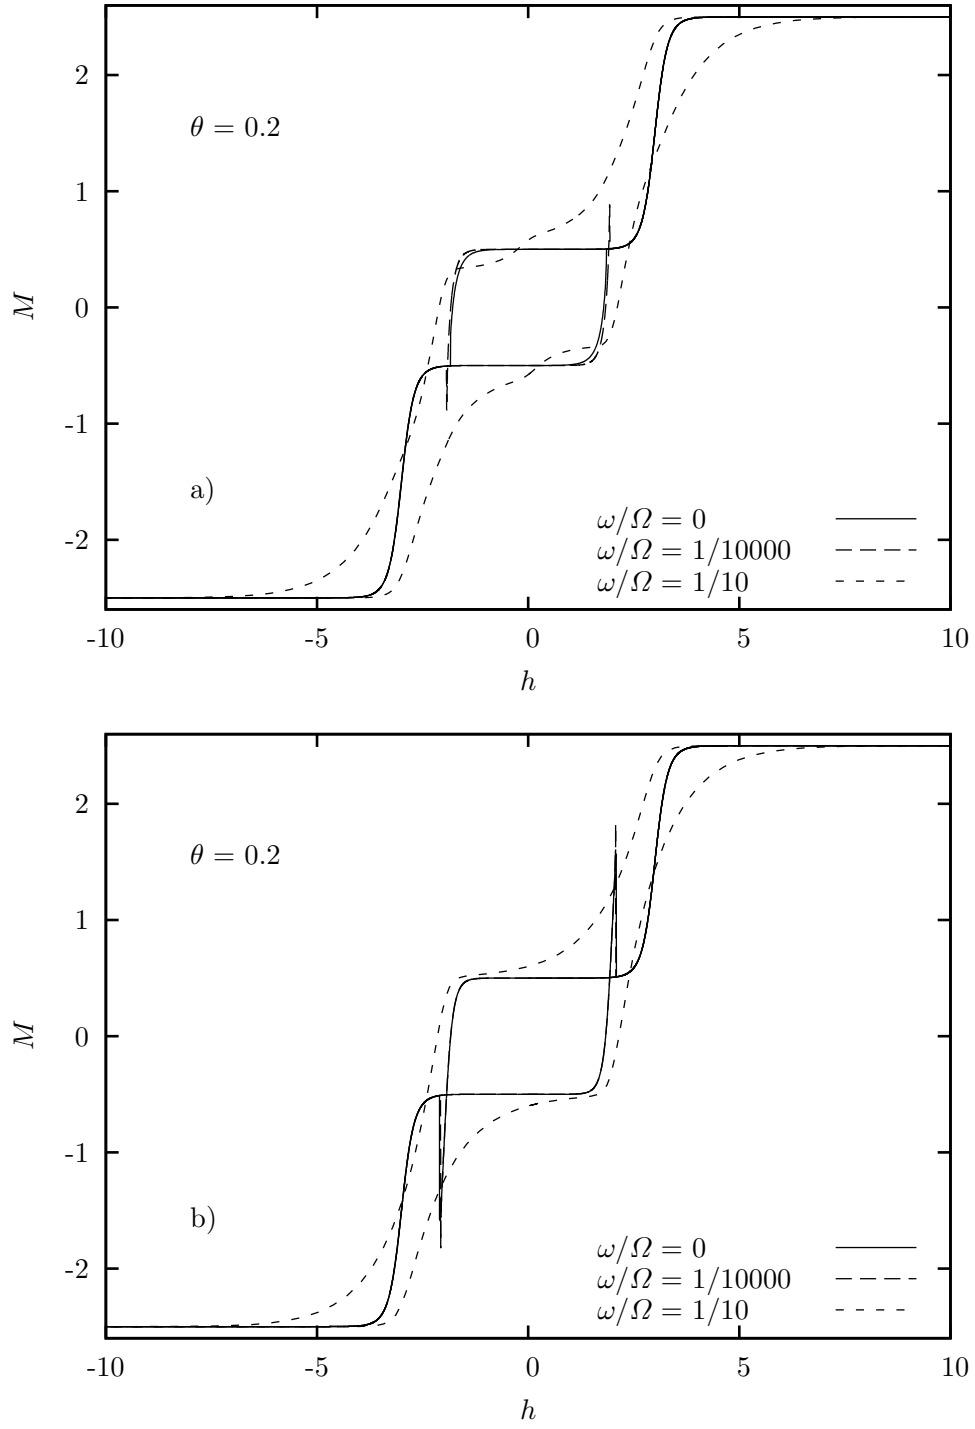 2
θ = 0.2
1
M
0
-1
a)
-2
ω/Ω = 0
ω/Ω = 1/10000
ω/Ω = 1/10
-10 -5 0 5 10
h
2
θ = 0.2
1
M
0
-1
b)
-2
ω/Ω = 0
ω/Ω = 1/10000
ω/Ω = 1/10
-10 -5 0 5 10
h